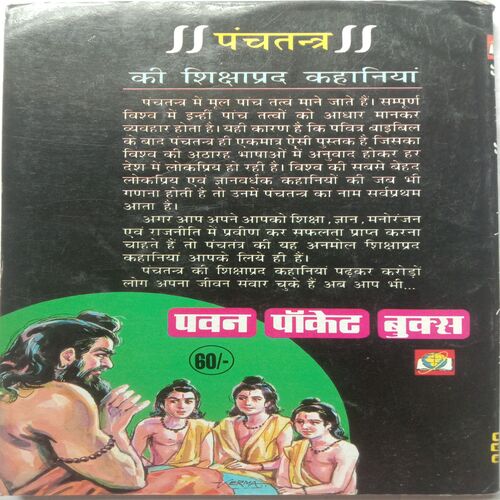 पंचतन्त्र
की शिक्षाप्रद कहानियां
पंचतन्त्र में मूल पांच तत्व माने जाते हैं। सम्पूर्ण
विश्व में इन्हीं पांच तत्वों को आधार मानकर
व्यवहार होता है। यही कारण है कि पवित्र बाइबिल
के बाद पंचतन्त्र ही एकमात्र ऐसी पुस्तक है जिसका
विश्व की अठारह भाषाओं में अनुवाद होकर हर
देश में लोकप्रिय हो रही है। विश्व की सबसे बेहद
लोकप्रिय एवं ज्ञानवर्धक कहानियों की जब भी
गणना होती है तो उनमें पंचतन्त्र का नाम सर्वप्रथम
आता है।
अगर आप अपने आपको शिक्षा, ज्ञान, मनोरंजन
एवं राजनीति में प्रवीण कर सफलता प्राप्त करना
चाहते हैं तो पंचतंत्र की यह अनमोल शिक्षाप्रद
कहानियां आपके लिये ही हैं।
पंचतन्त्र की शिक्षाप्रद कहानियां पढ़कर करोड़ों
लोग अपना जीवन संवार चुके हैं अब आप भी...
पवन पॉकेट बुक्स
60/-
VERMA